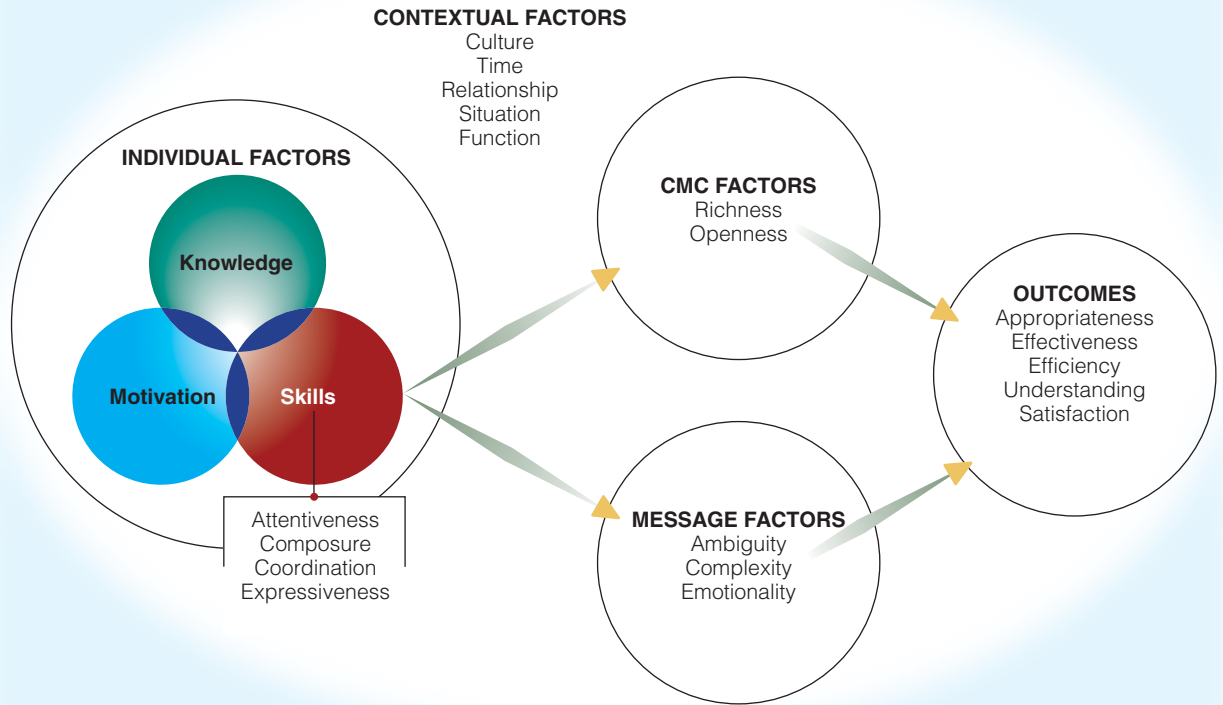 CONTEXTUAL FACTORS
Culture
Time
Relationship
Situation
Function
INDIVIDUAL FACTORS
Knowledge
Motivation
Skills
Attentiveness
Composure
Coordination
Expressiveness
CMC FACTORS
Richness
Openness
MESSAGE FACTORS
Ambiguity
Complexity
Emotionality
OUTCOMES
Appropriateness
Effectiveness
Efficiency
Understanding
Satisfaction